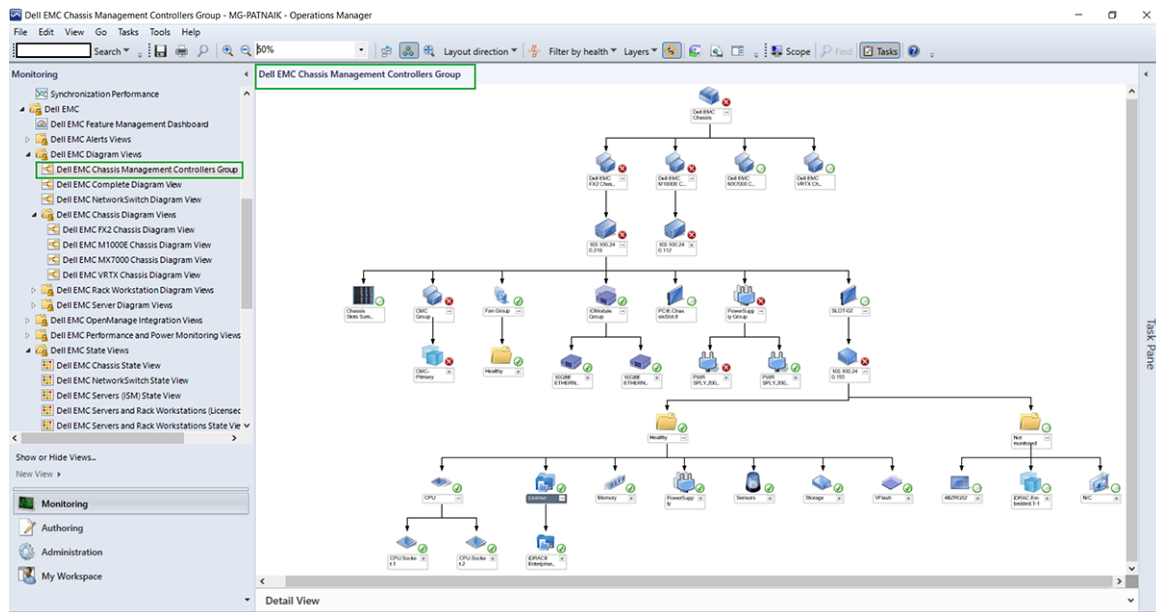 Dell EMC Chassis Management Controllers Group - MG-PATNAIK - Operations Manager
File Edit View Go Tasks Tools Help
Search 50% Layout direction Filter by health Layers Scope Find Tasks
Monitoring
Synchronization Performance
Dell EMC
Dell EMC Feature Management Dashboard
Dell EMC Alerts Views
Dell EMC Diagram Views
Dell EMC Chassis Management Controllers Group
Dell EMC Complete Diagram View
Dell EMC NetworkSwitch Diagram View
Dell EMC Chassis Diagram Views
Dell EMC FX2 Chassis Diagram View
Dell EMC M1000E Chassis Diagram View
Dell EMC MX7000 Chassis Diagram View
Dell EMC VRTX Chassis Diagram View
Dell EMC Rack Workstation Diagram Views
Dell EMC Server Diagram Views
Dell EMC OpenManage Integration Views
Dell EMC Performance and Power Monitoring Views
Dell EMC State Views
Dell EMC Chassis State View
Dell EMC NetworkSwitch State View
Dell EMC Servers (iSM) State View
Dell EMC Servers and Rack Workstations (Licensed
Dell EMC Servers and Rack Workstations State Vie
Show or Hide Views...
New View
Monitoring
Authoring
Administration
My Workspace
Dell EMC Chassis Management Controllers Group
Dell EMC
Chassis
Dell EMC
FX2 Chas...
Dell EMC
M1000E C...
Dell EMC
MX7000 C...
Dell EMC
VRTX Ch...
Chassis
Slots Sum...
CMC
Group
Fan Group
IOModule
Group
PowerSupp
ly Group
SLOT-02
CMC-
Primary
Healthy
10GbE
ETHERN...
10GbE
ETHERN...
PWR
SPLY,200...
PWR
SPLY,200...
Healthy
Not
monitored
CPU
License
Memory
PowerSupp
ly
Sensors
Storage
VFlash
iDRAC.Em
bedded.1-1
NIC
CPU.Socke
t.1
CPU.Socke
t.2
iDRAC8
Enterprise...
Detail View
Task Pane